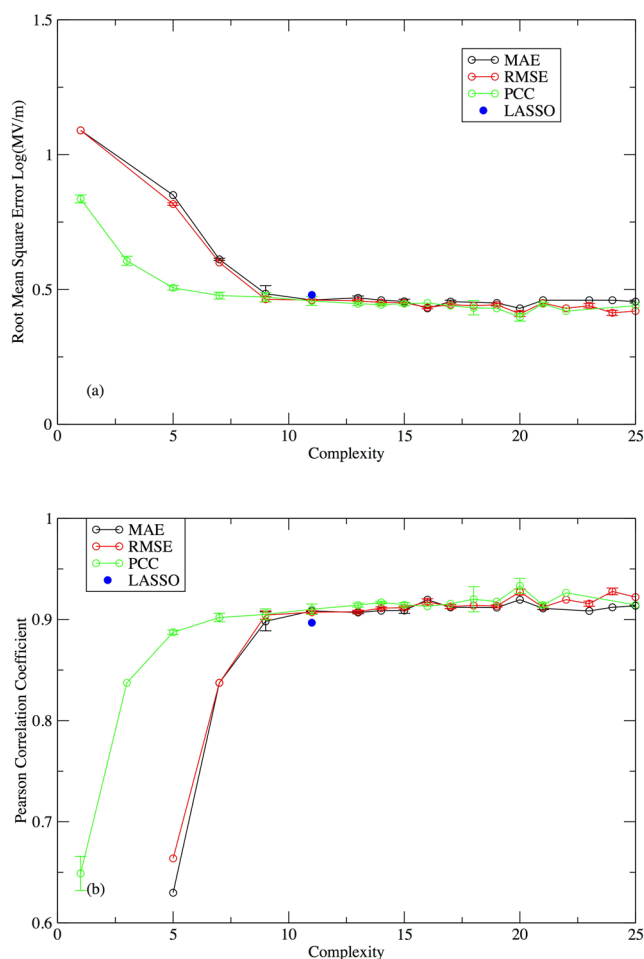 1.5
MAE
RMSE
PCC
LASSO
Root Mean Square Error Log(MV/m)
1
0.5
(a)
0
0 5 10 15 20 25
Complexity
1
MAE
RMSE
PCC
LASSO
0.9
Pearson Correlation Coefficient
0.8
0.7
(b)
0.6
0 5 10 15 20 25
Complexity